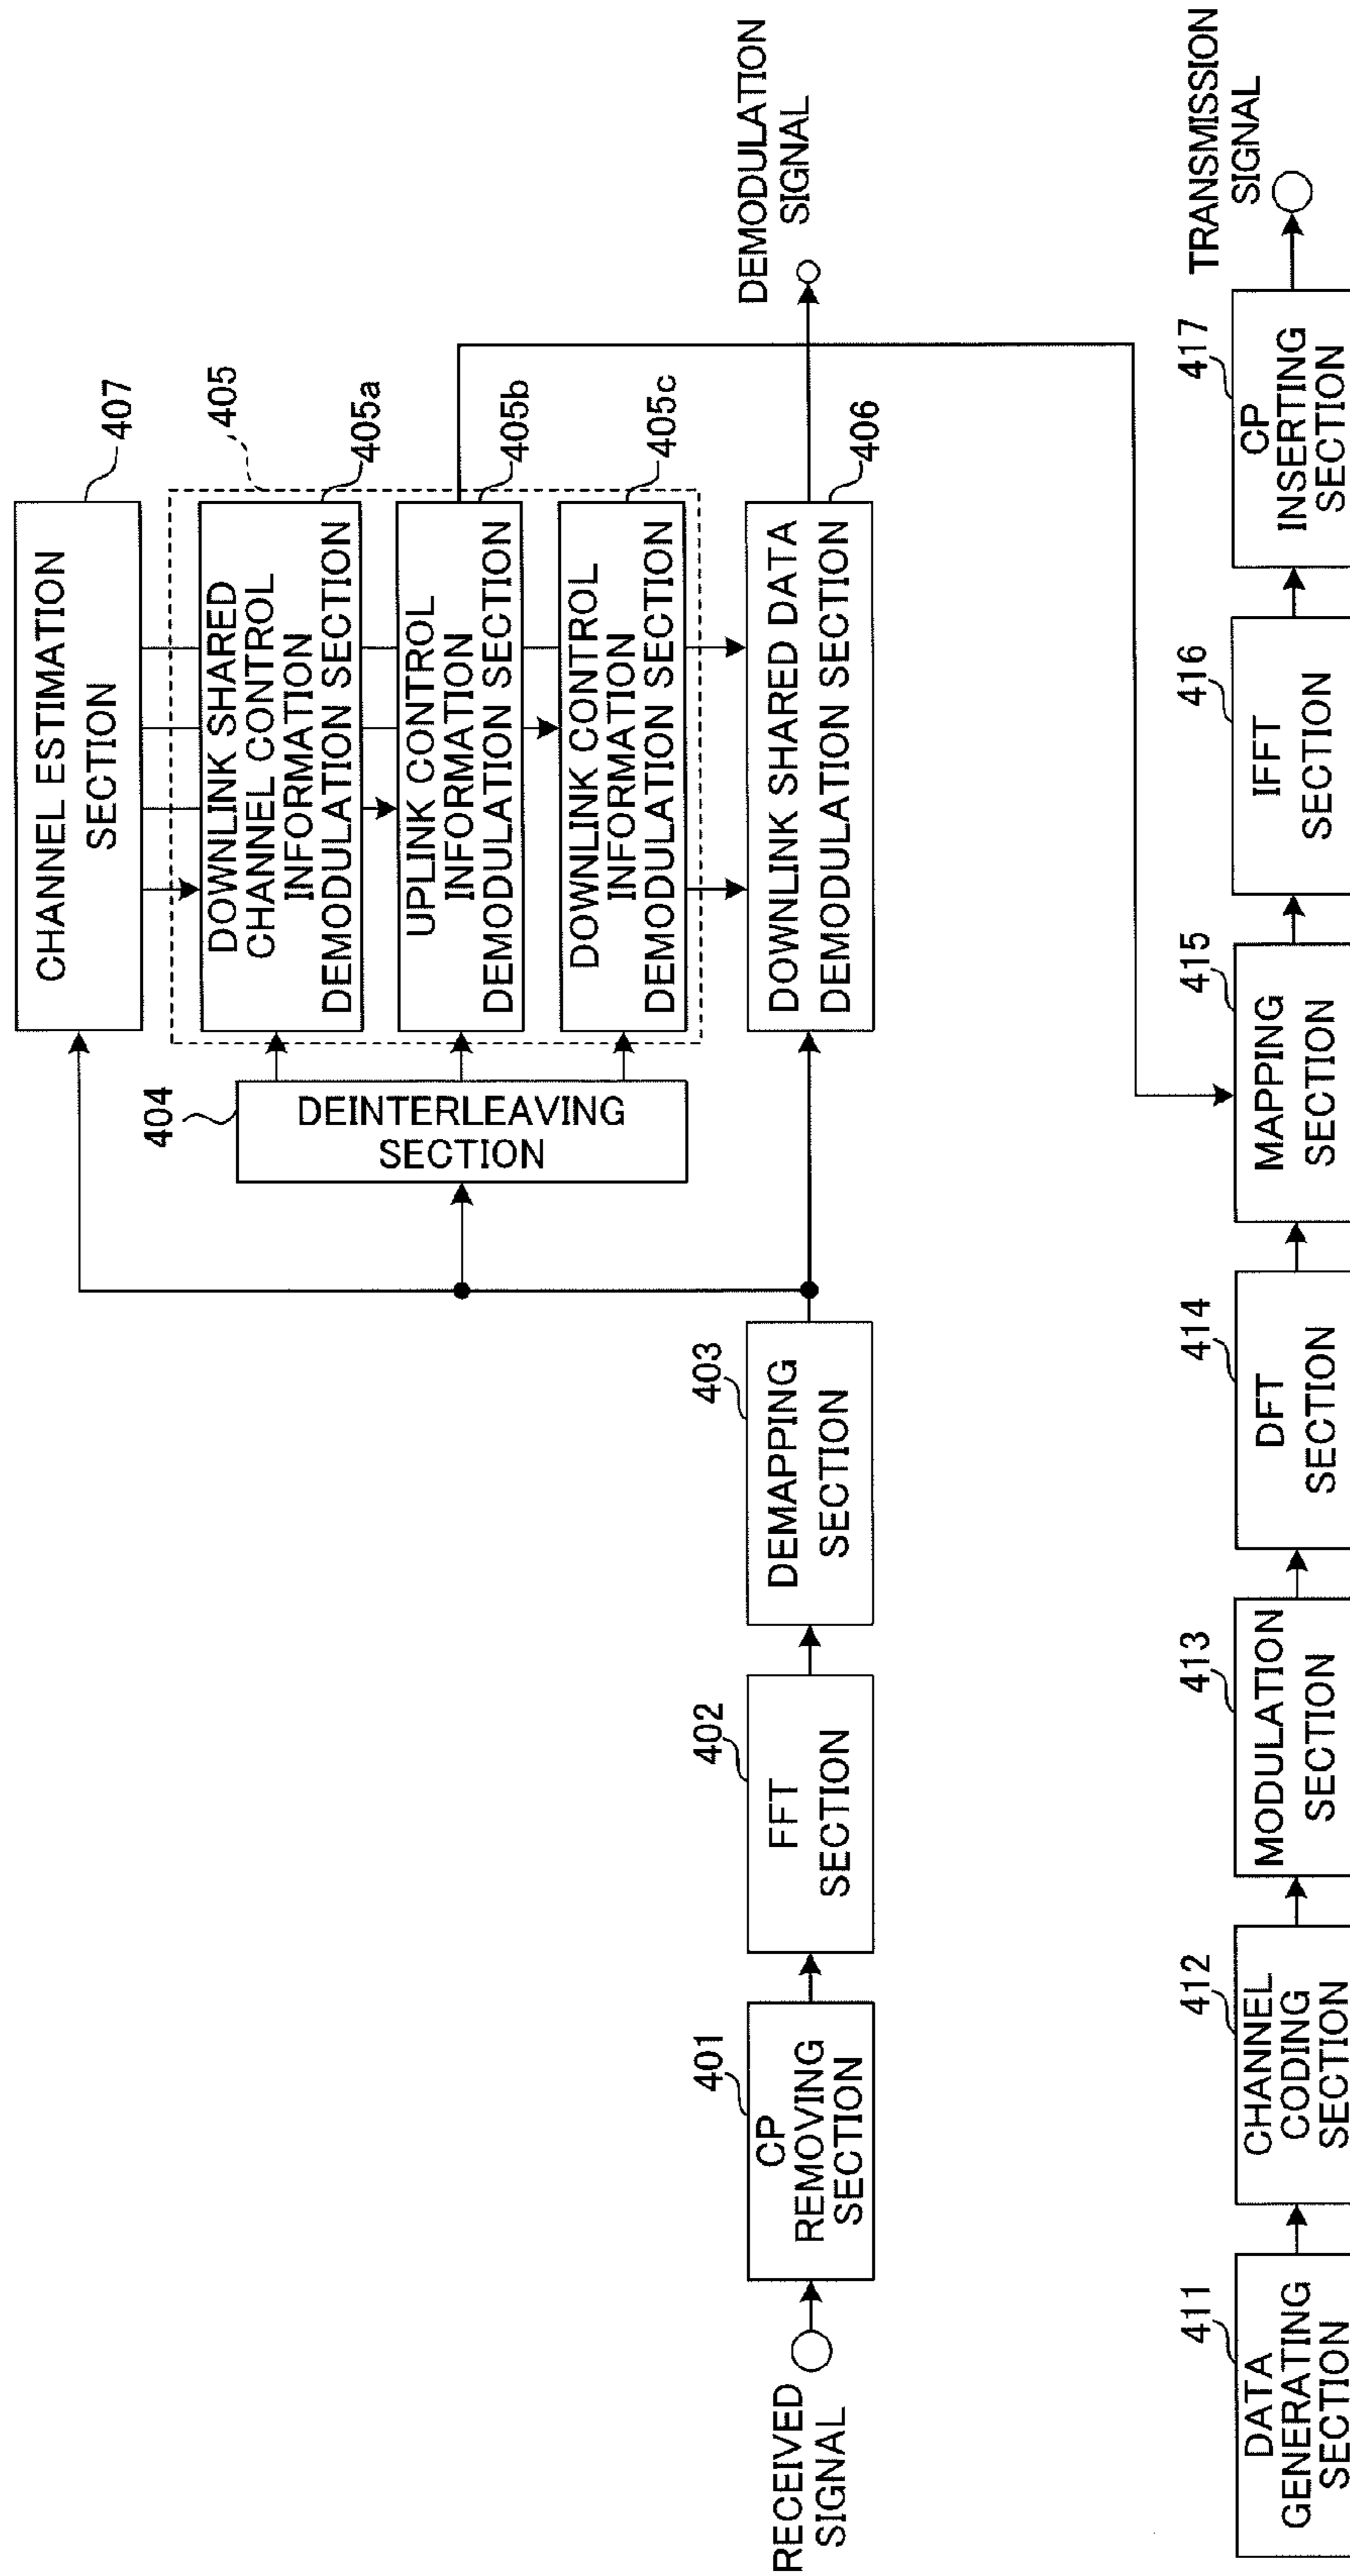 CHANNEL ESTIMATION
SECTION
407
405
DOWNLINK SHARED
CHANNEL CONTROL
INFORMATION
DEMODULATION SECTION
405a
UPLINK CONTROL
INFORMATION
DEMODULATION SECTION
405b
DOWNLINK CONTROL
INFORMATION
DEMODULATION SECTION
405c
404
DEINTERLEAVING
SECTION
RECEIVED
SIGNAL
401
CP
REMOVING
SECTION
402
FFT
SECTION
403
DEMAPPING
SECTION
DOWNLINK SHARED DATA
DEMODULATION SECTION
406
DEMODULATION
SIGNAL
411
DATA
GENERATING
SECTION
412
CHANNEL
CODING
SECTION
413
MODULATION
SECTION
414
DFT
SECTION
415
MAPPING
SECTION
416
IFFT
SECTION
417
CP
INSERTING
SECTION
TRANSMISSION
SIGNAL